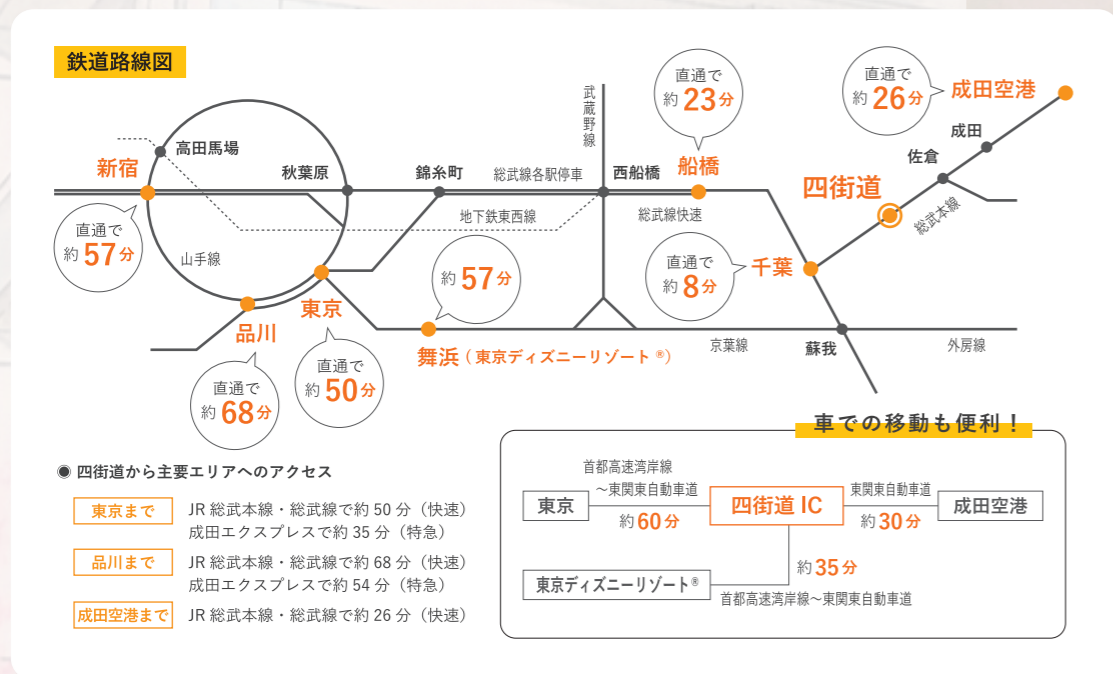 鉄道路線図
直通で
約23分
直通で
約26分
成田空港
成田
佐倉
武蔵野線
高田馬場
新宿
秋葉原
錦糸町
総武線各駅停車
西船橋
船橋
四街道
総武本線
地下鉄東西線
総武線快速
直通で
約57分
山手線
約57分
直通で
約8分
千葉
東京
品川
舞浜（東京ディズニーリゾート®）
京葉線
蘇我
外房線
直通で
約50分
直通で
約68分
車での移動も便利！
◉ 四街道から主要エリアへのアクセス
東京まで JR 総武本線・総武線で約 50 分（快速）
成田エクスプレスで約 35 分（特急）
品川まで JR 総武本線・総武線で約 68 分（快速）
成田エクスプレスで約 54 分（特急）
成田空港まで JR 総武本線・総武線で約 26 分（快速）
首都高速湾岸線
～東関東自動車道
東京
約60分
四街道 IC
東関東自動車道
約30分
成田空港
約35分
東京ディズニーリゾート®
首都高速湾岸線～東関東自動車道